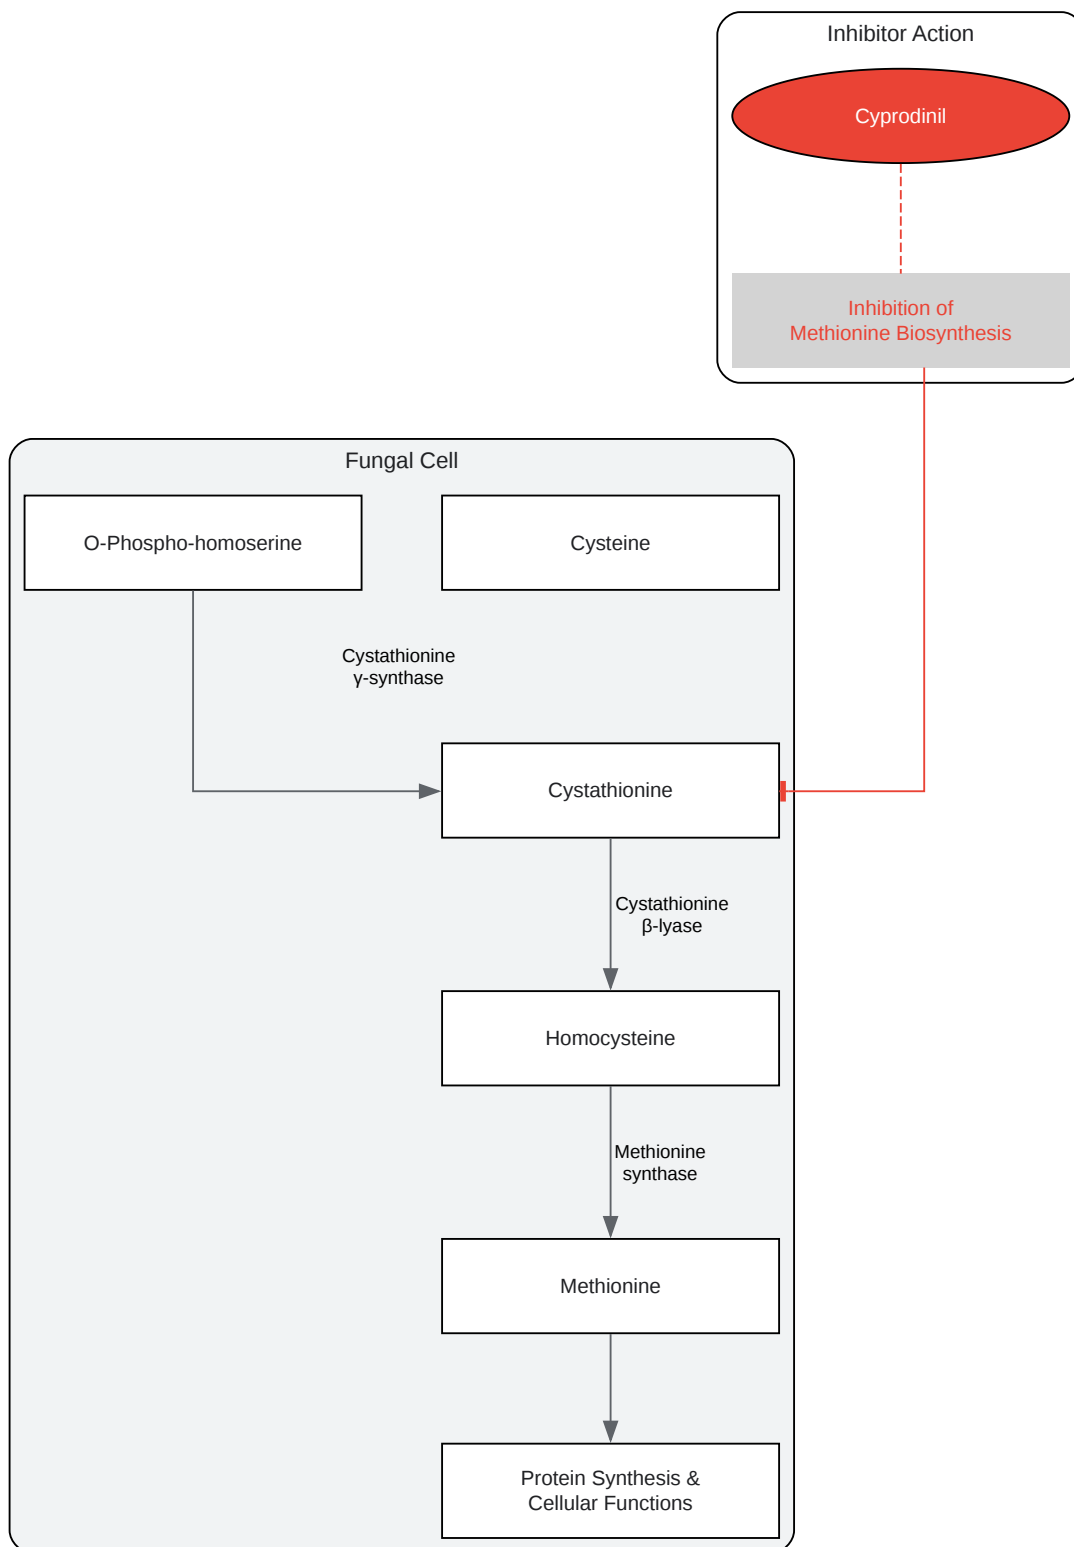 Inhibitor Action
Cyprodinil
Inhibition of
Methionine Biosynthesis
Fungal Cell
O-Phospho-homoserine
Cysteine
Cystathionine
γ-synthase
Cystathionine
Cystathionine
β-lyase
Homocysteine
Methionine
synthase
Methionine
Protein Synthesis &
Cellular Functions